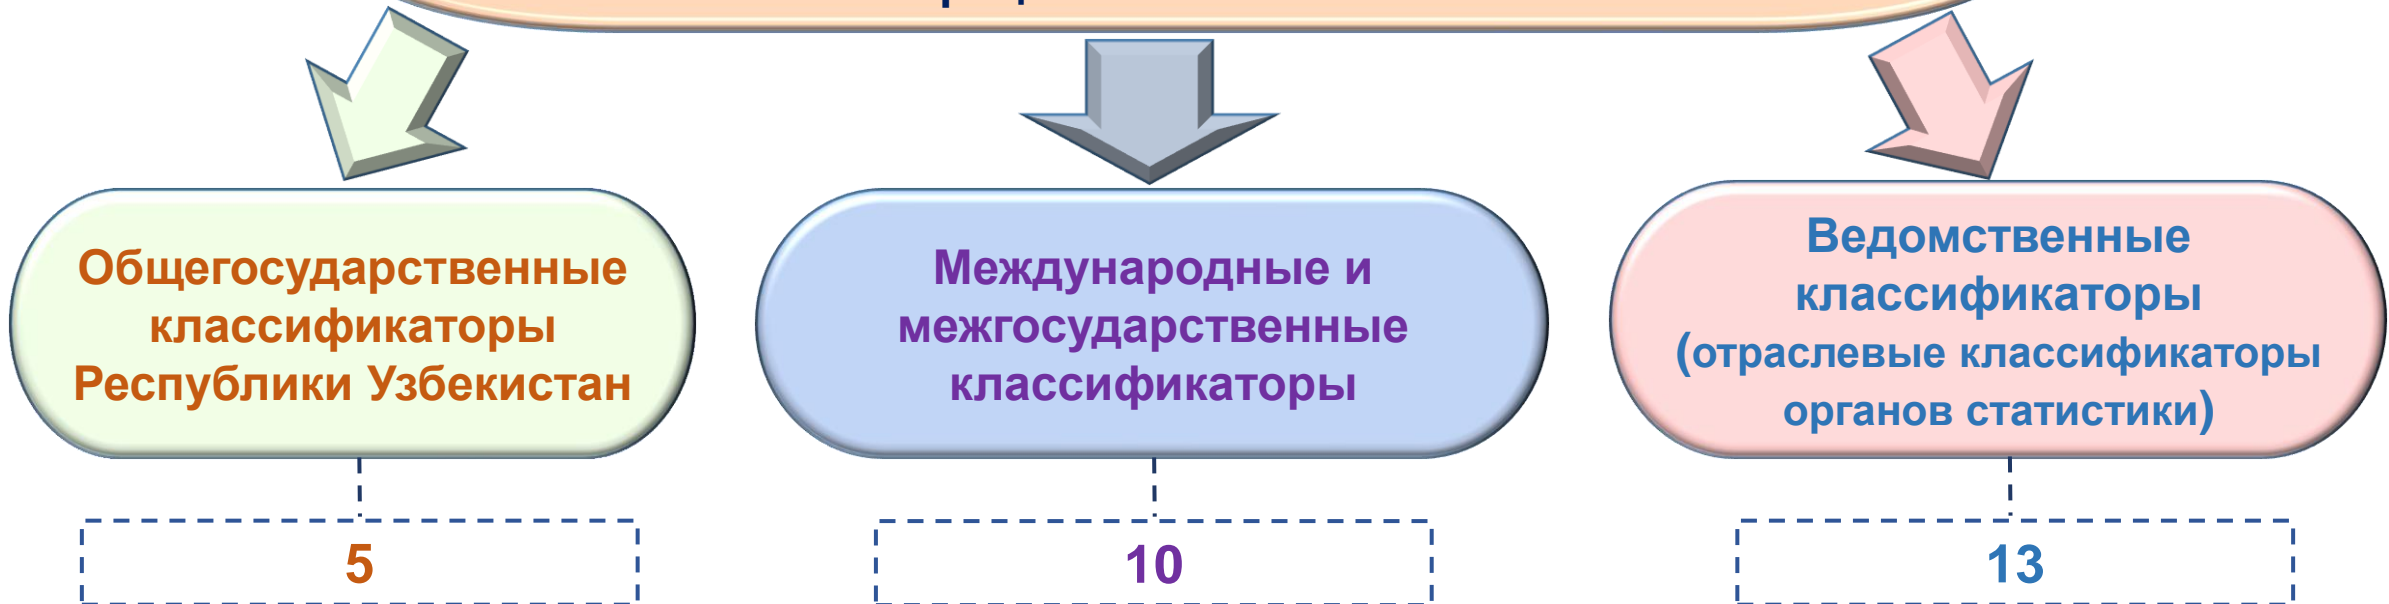 Общегосударственные
классификаторы
Республики Узбекистан
Международные и
межгосударственные
классификаторы
Ведомственные
классификаторы
(отраслевые классификаторы
органов статистики)
5
10
13